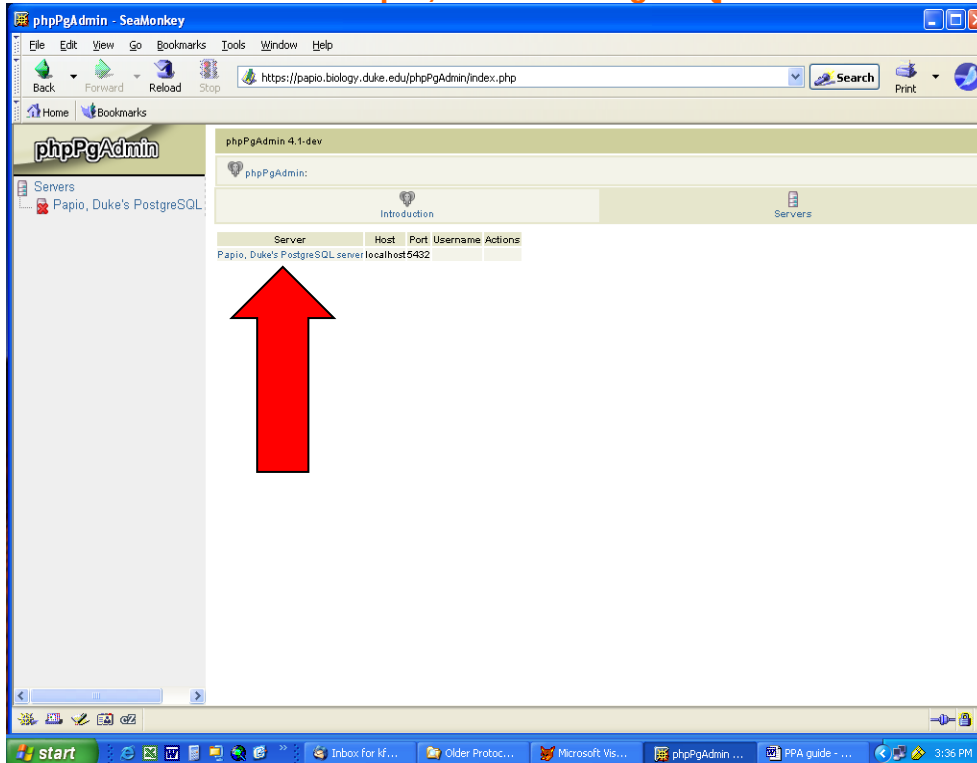 phpPgAdmin - SeaMonkey
File Edit View Go Bookmarks Tools Window Help
Back Forward Reload Stop https://papio.biology.duke.edu/phpPgAdmin/index.php Search Print
Home Bookmarks
phpPgAdmin
Servers
Papio, Duke's PostgreSQL
phpPgAdmin 4.1-dev
phpPgAdmin:
Introduction Servers
Server Host Port Username Actions
Papio, Duke's PostgreSQL server localhost 5432
start Inbox for kf... Older Protoc... Microsoft Vis... phpPgAdmin ... PPA guide - ... 3:36 PM